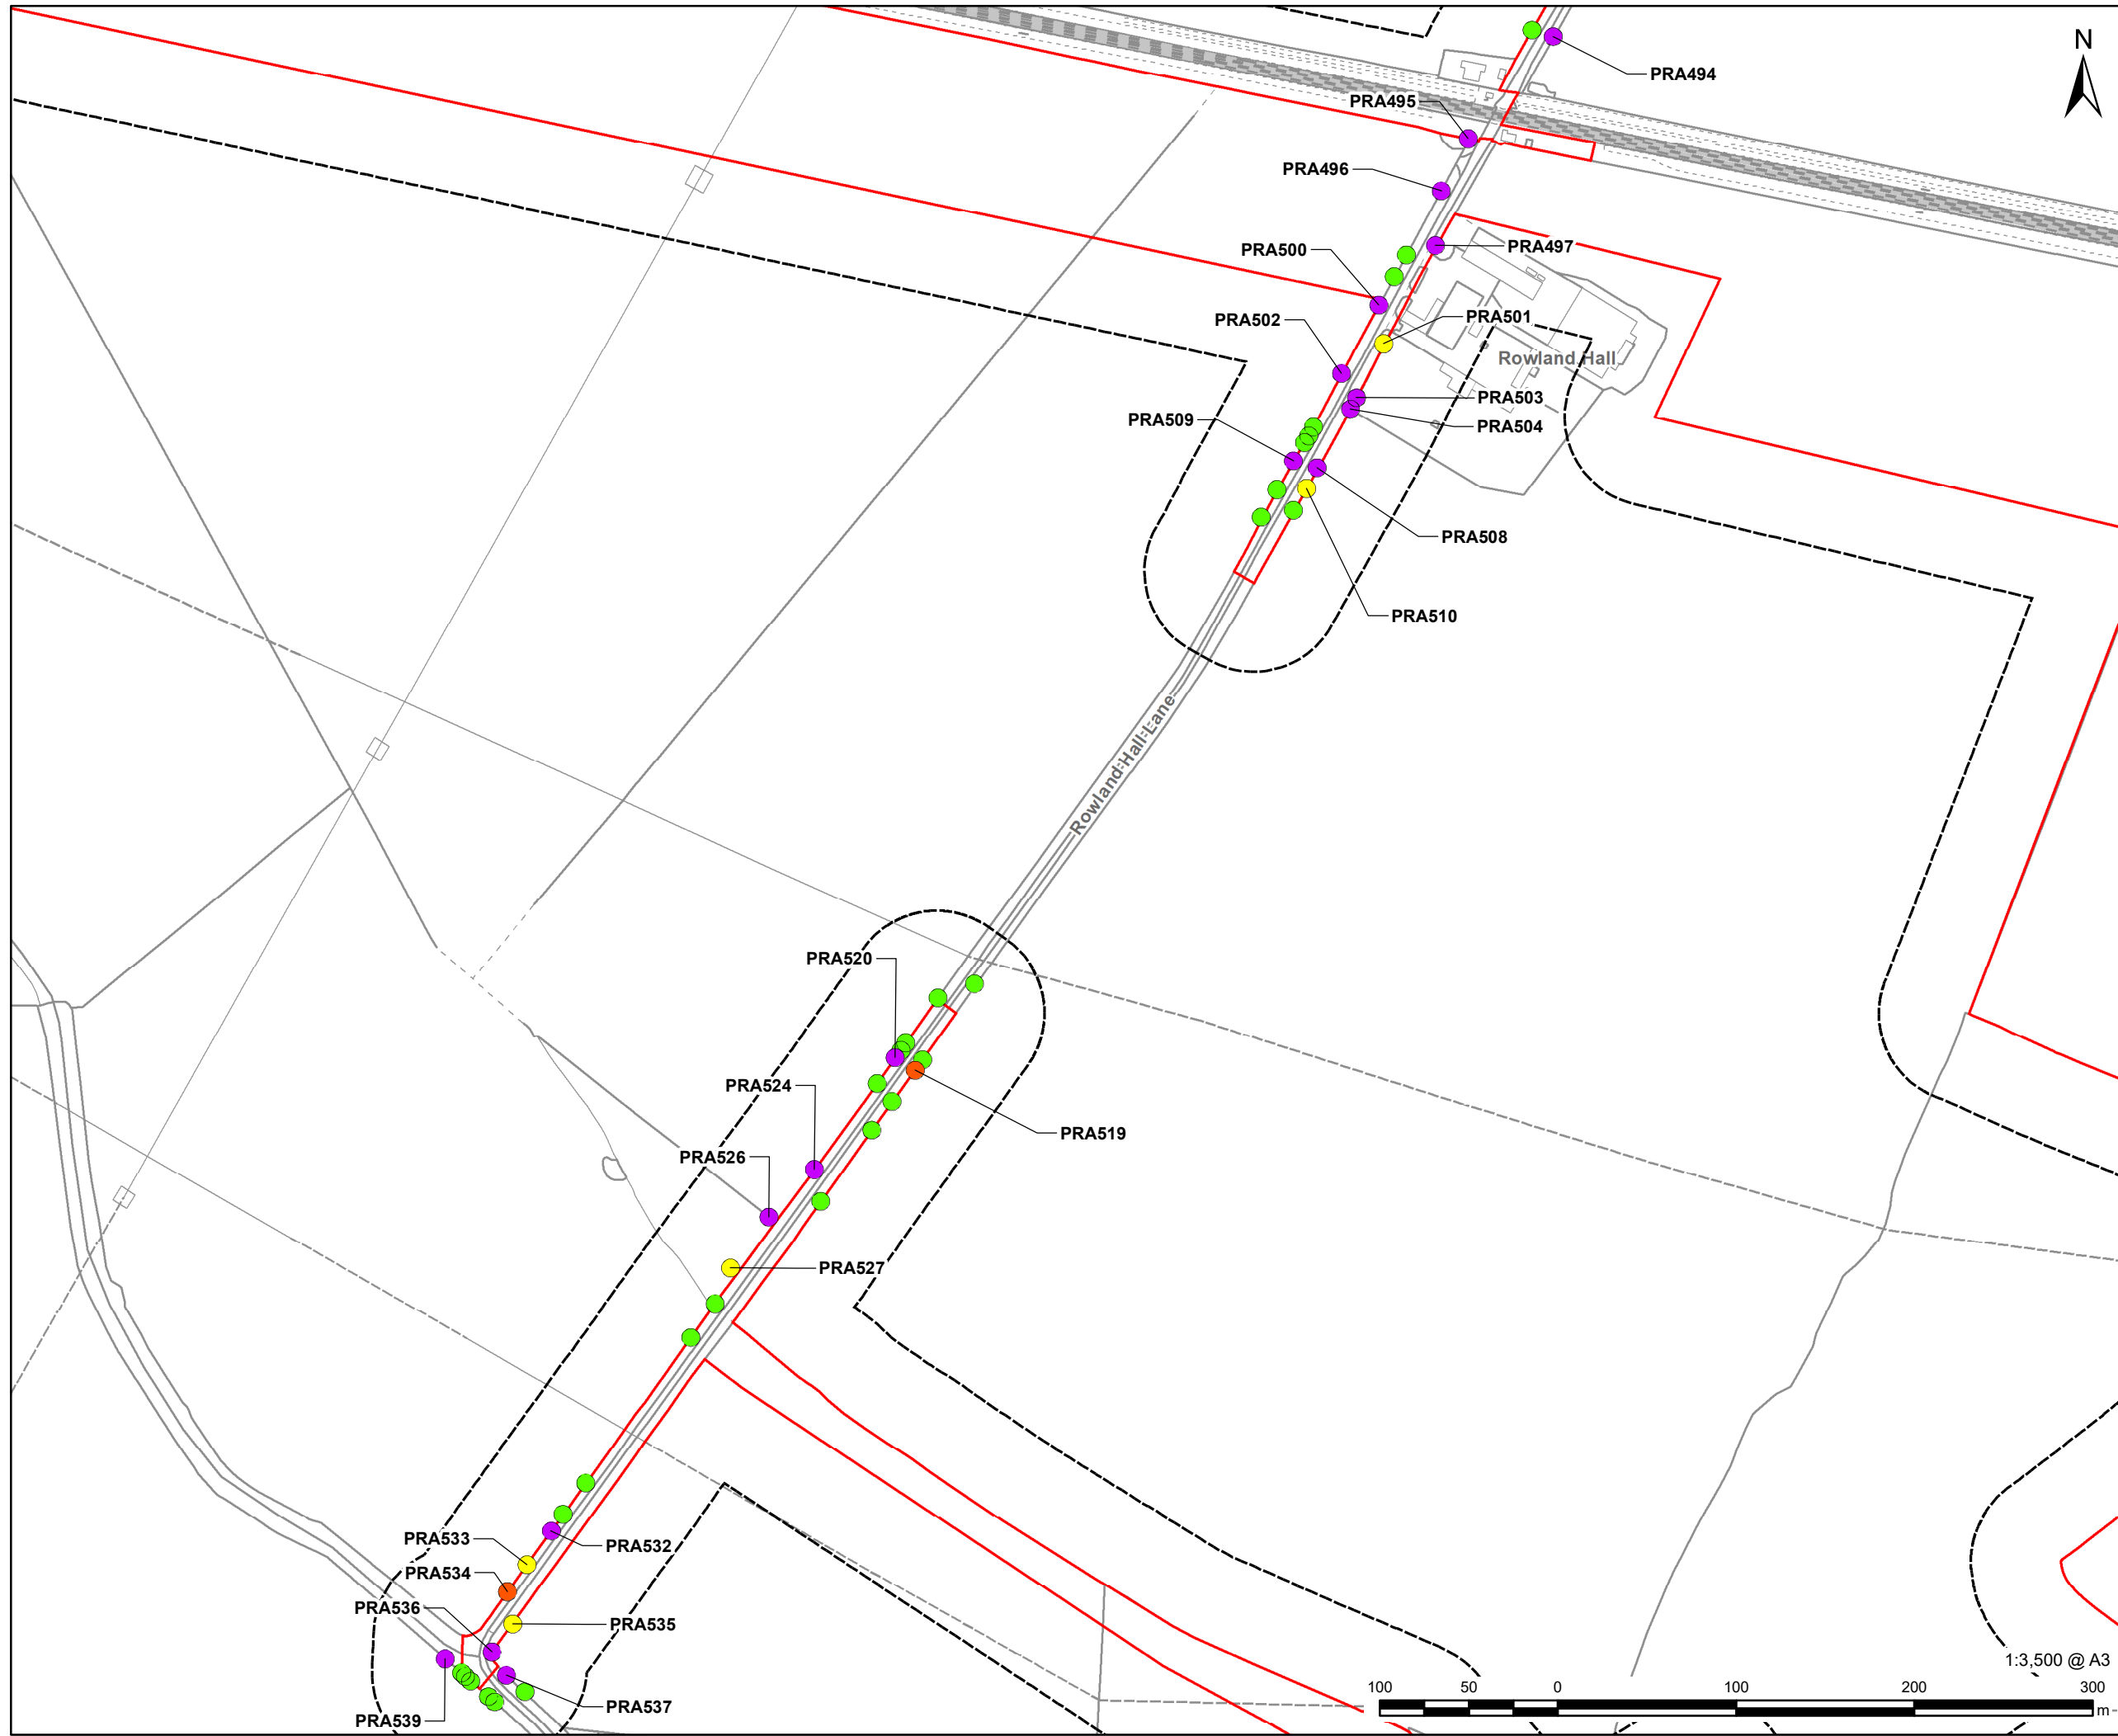 N
PRA494
PRA495
PRA496
PRA497
PRA500
PRA501
PRA502
Rowland Hall
PRA503
PRA509
PRA504
PRA508
PRA510
Rowland Hall Lane
PRA520
PRA524
PRA519
PRA526
PRA527
PRA533
PRA532
PRA534
PRA536
PRA535
PRA537
PRA539
1:3,500 @ A3
100 50 0 100 200 300
m